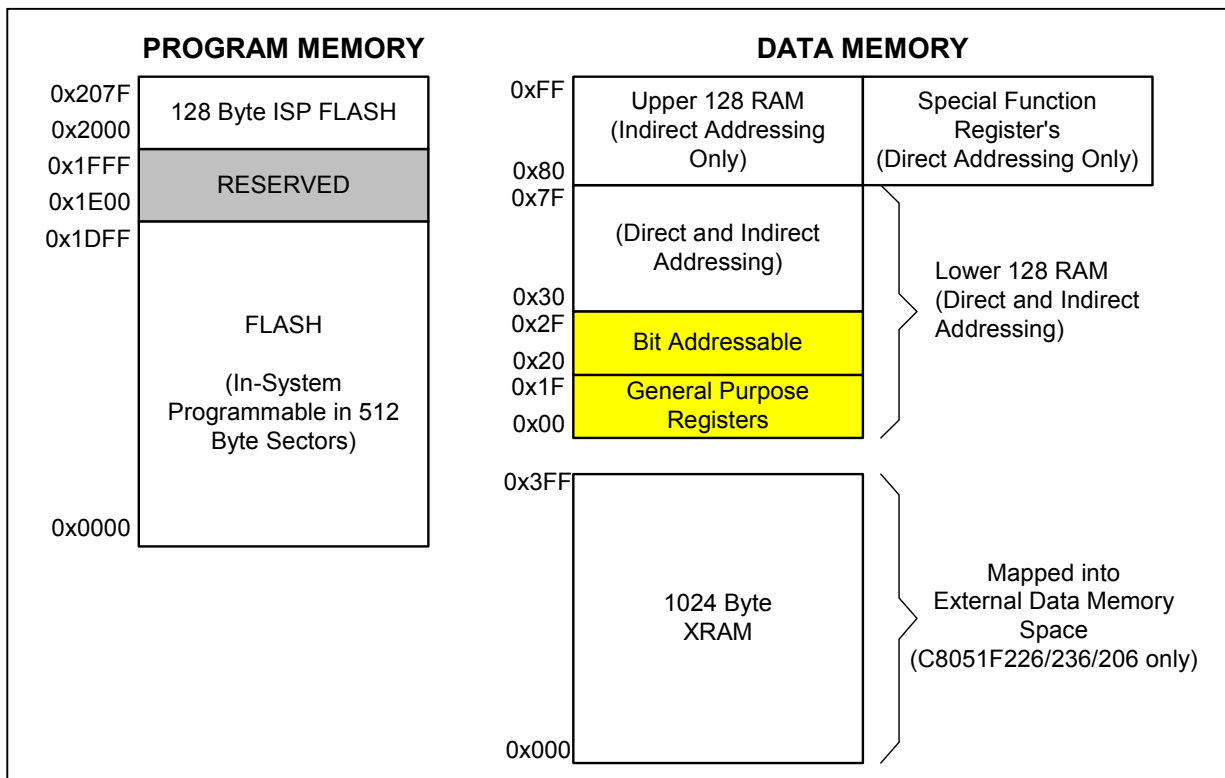 PROGRAM MEMORY
0x207F
128 Byte ISP FLASH
0x2000
0x1FFF
RESERVED
0x1E00
0x1DFF
FLASH
(In-System
Programmable in 512
Byte Sectors)
0x0000
DATA MEMORY
0xFF
Upper 128 RAM
(Indirect Addressing
Only)
0x80
Special Function
Register's
(Direct Addressing Only)
0x7F
(Direct and Indirect
Addressing)
0x30
0x2F
Bit Addressable
0x20
0x1F
General Purpose
Registers
0x00
Lower 128 RAM
(Direct and Indirect
Addressing)
0x3FF
1024 Byte
XRAM
0x000
Mapped into
External Data Memory
Space
(C8051F226/236/206 only)